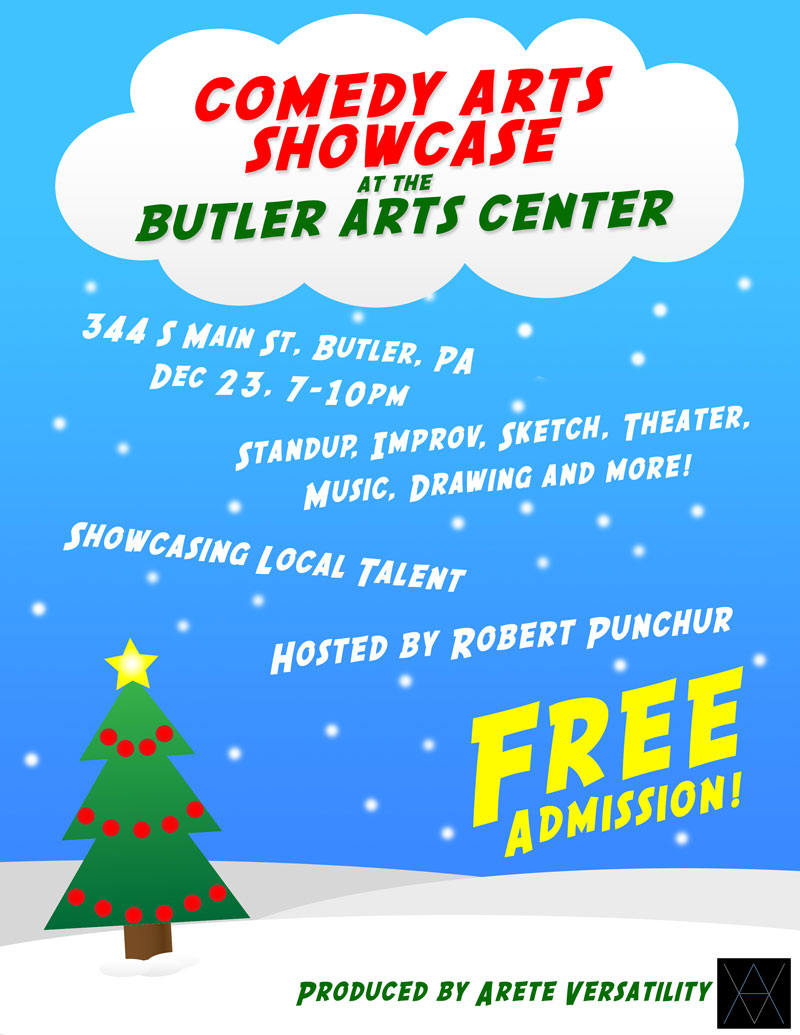 Comedy Arts
Showcase
at the
Butler Arts Center
344 S Main St, Butler, PA
Dec 23, 7-10pm
Standup, Improv, Sketch, Theater,
Music, Drawing and more!
Showcasing Local Talent
Hosted by Robert Punchur
Free
Admission!
Produced by Arete Versatility